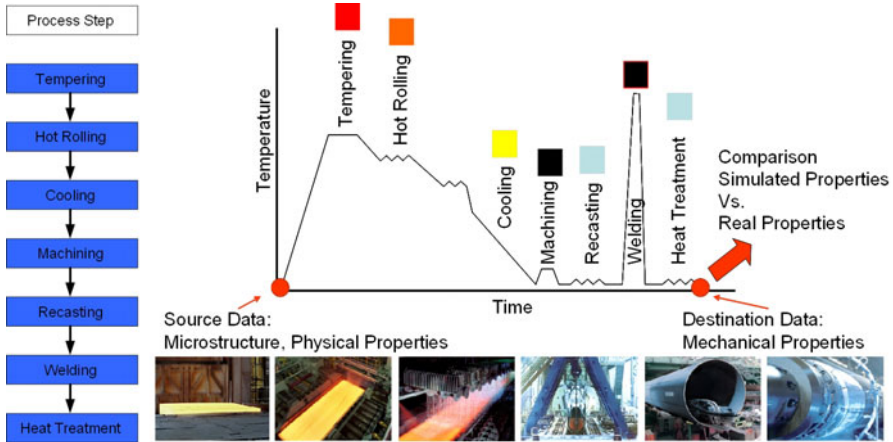 Process Step
Tempering
Hot Rolling
Cooling
Machining
Recasting
Welding
Heat Treatment
Temperature
Tempering
Hot Rolling
Cooling
Machining
Recasting
Welding
Heat Treatment
Time
Comparison
Simulated Properties
Vs.
Real Properties
Source Data:
Microstructure, Physical Properties
Destination Data:
Mechanical Properties